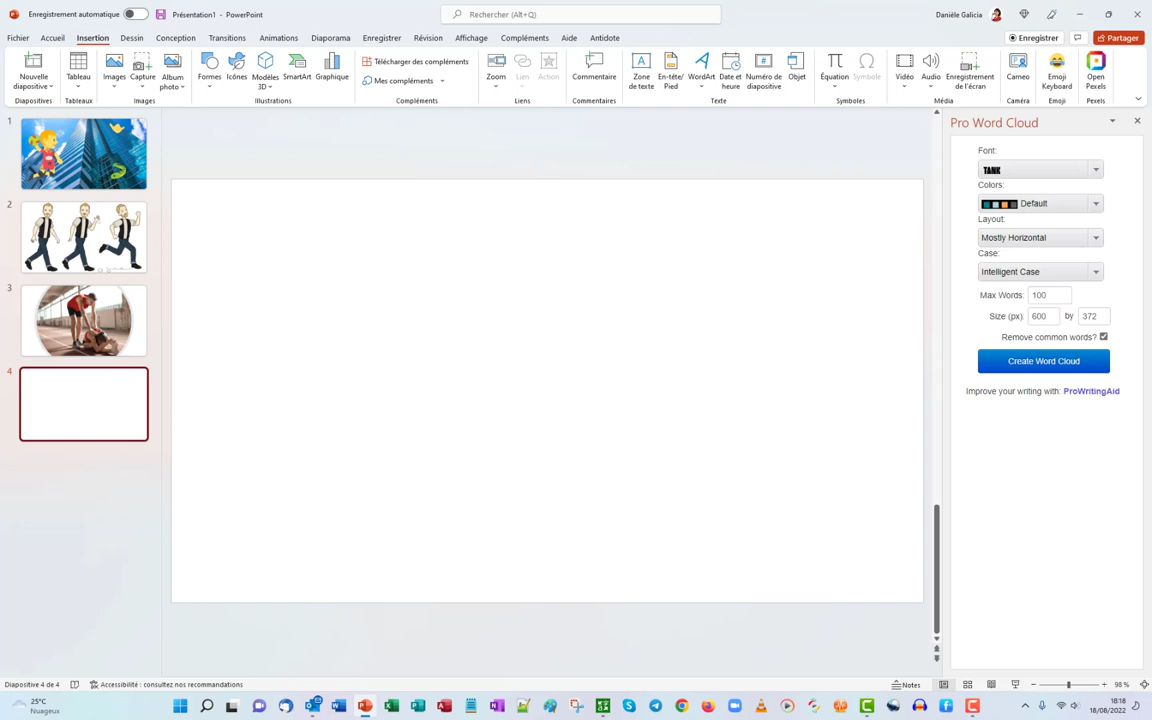 Enregistrement automatique
Présentation1 - PowerPoint
Rechercher (Alt+Q)
Danièle Galicia
Fichier Accueil Insertion Dessin Conception Transitions Animations Diaporama Enregistrer Révision Affichage Compléments Aide Antidote
Enregistrer
Partager
Nouvelle diapositive
Tableau
Images
Capture
Album photo
Formes
Icônes
Modèles 3D
SmartArt
Graphique
Télécharger des compléments
Mes compléments
Zoom
Lien
Action
Commentaire
Zone de texte
En-tête/ Pied
WordArt
Date et heure
Numéro de diapositive
Objet
Équation
Symbole
Vidéo
Audio
Enregistrement de l'écran
Cameo
Emoji Keyboard
Open Pexels
Diapositives Tableaux Images Illustrations Compléments Liens Commentaires Texte Symboles Média Caméra Emoji Pexels
1
2
3
4
Pro Word Cloud
Font:
TANK
Colors:
Default
Layout:
Mostly Horizontal
Case:
Intelligent Case
Max Words: 100
Size (px): 600 by 372
Remove common words?
Create Word Cloud
Improve your writing with: ProWritingAid
Diapositive 4 de 4
Accessibilité : consultez nos recommandations
Notes
98 %
25°C
Nuageux
18:18
18/08/2022